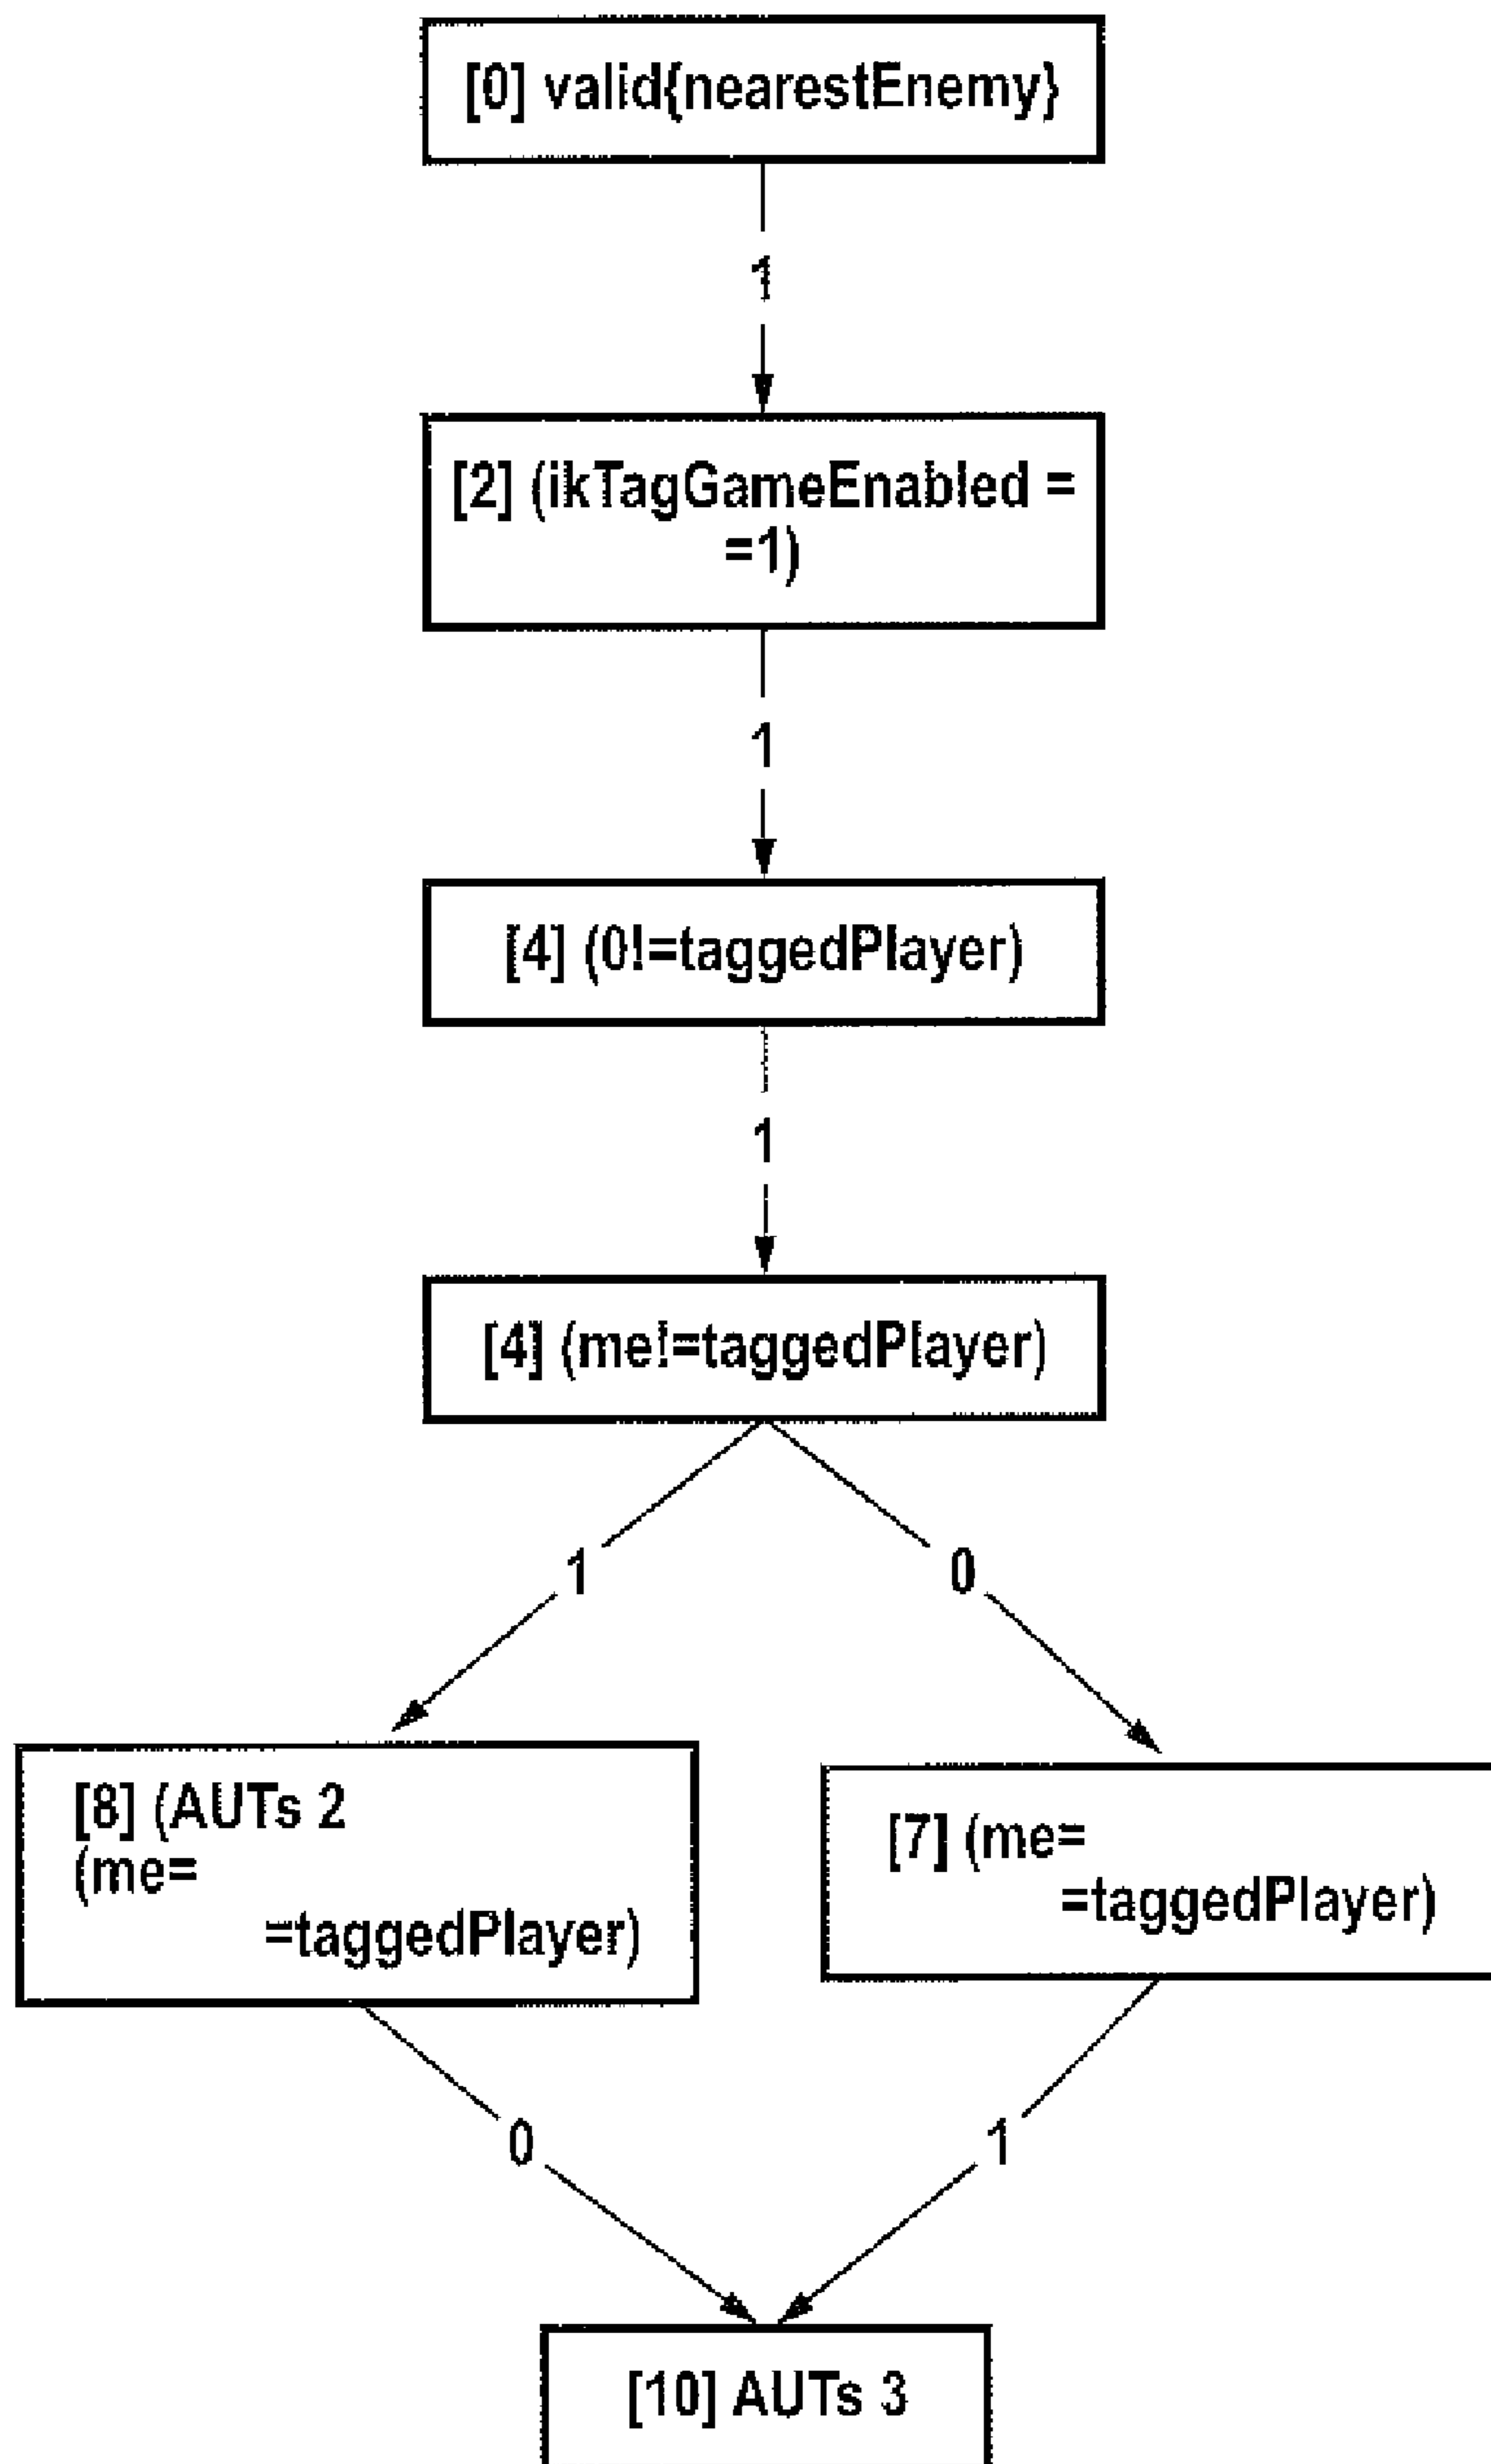 [0] valid{nearestEnemy}
1
[2] (ikTagGameEnabled =
=1)
1
[4] (0!=taggedPlayer)
1
[4] (me!=taggedPlayer)
1
0
[8] (AUTs 2
(me=
=taggedPlayer)
[7] (me=
=taggedPlayer)
0
1
[10] AUTs 3